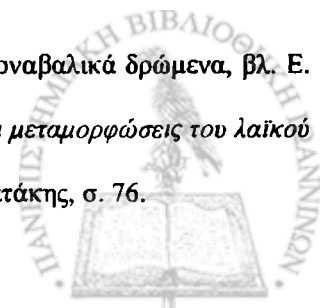 οναβαλικά δρώμενα, βλ. Ε.
μεταμορφώσεις του λαϊκού
τάκης, σ. 76.